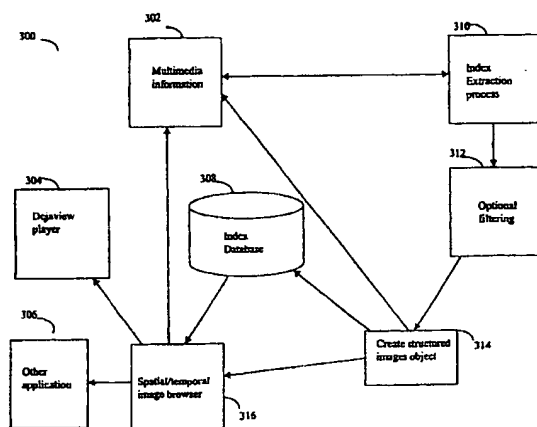 300
302
Multimedia
information
310
Index
Extraction
process
312
Optional
filtering
304
Dejaview
player
308
Index
Database
306
Other
application
Spatial/temporal
image browser
316
Create structured
images object
314